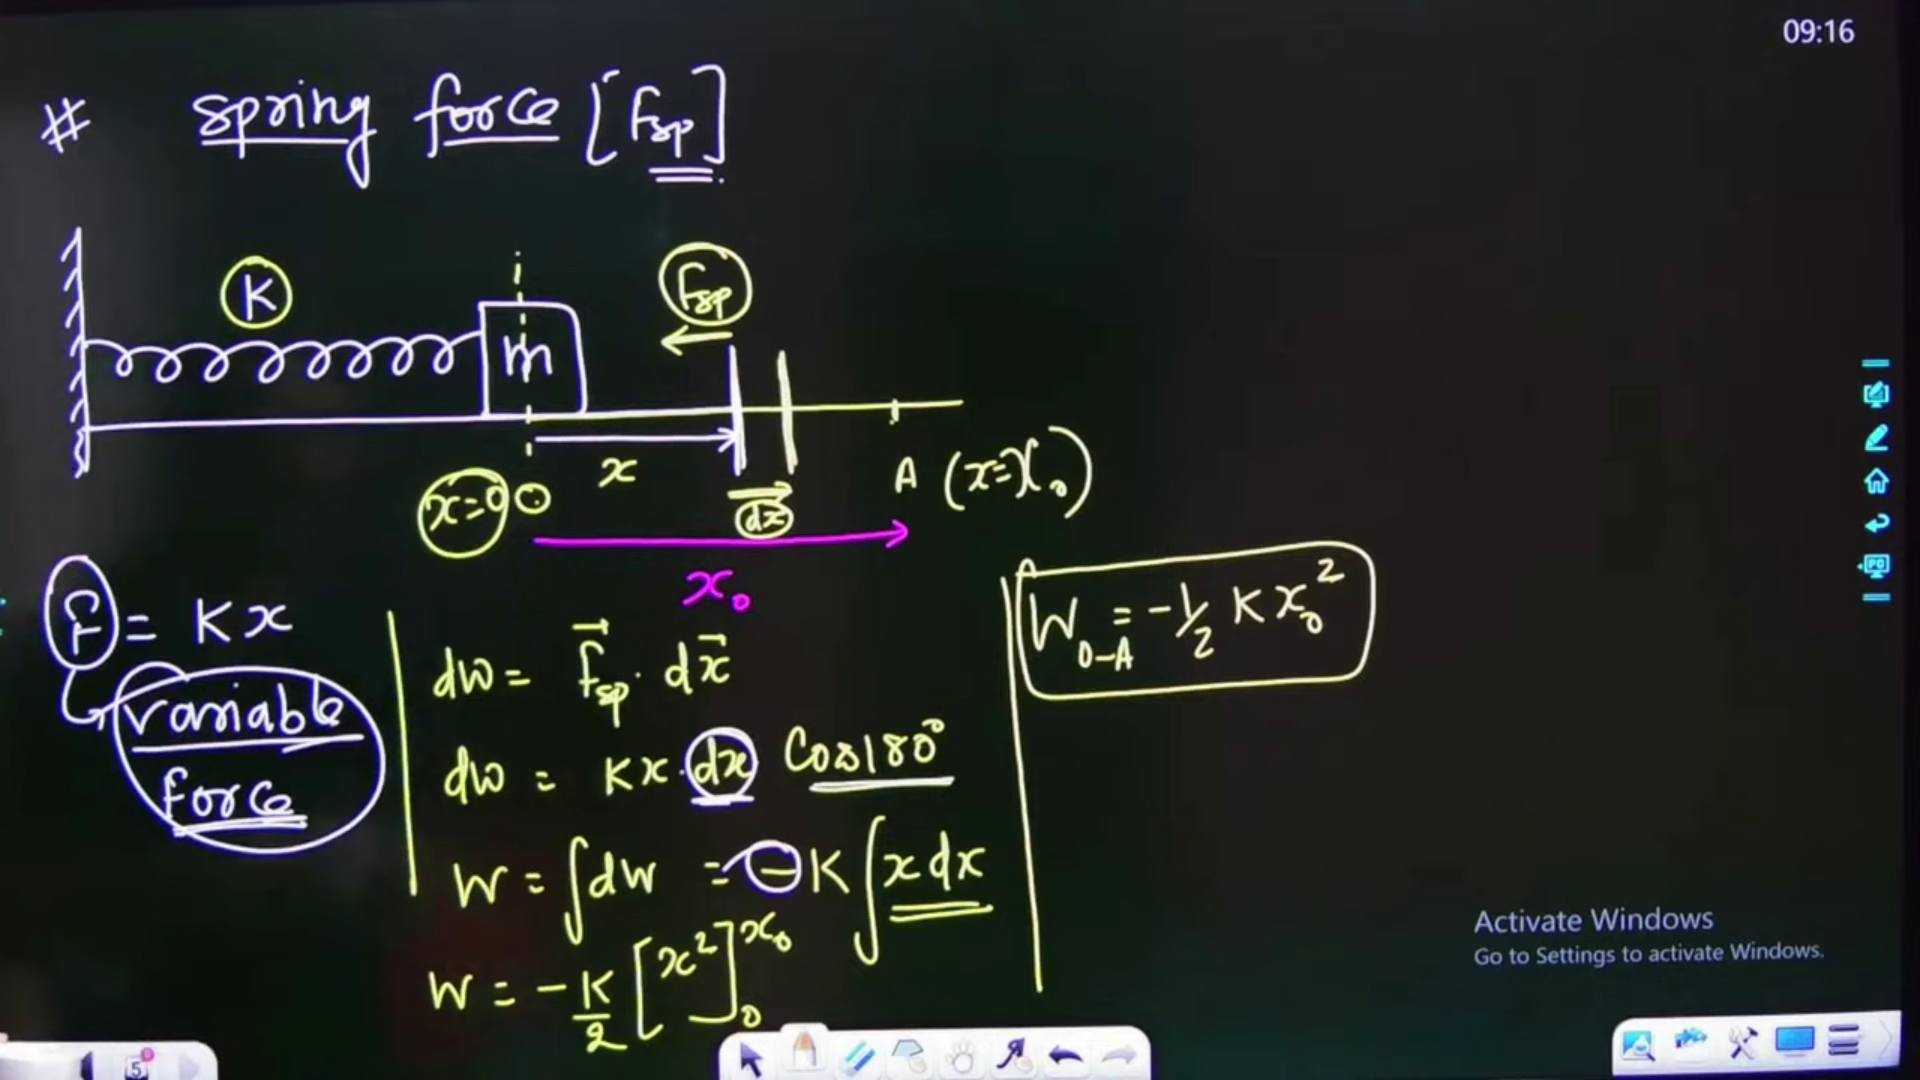 09:16
# spring force [Fsp]
K
Fsp
m
x
x=0 O
dx
A (x=x₀)
x₀
F = Kx
variable
force
dw = F⃗sp · dx⃗
dw = Kx · dx Cos180°
W = ∫dw = -K ∫x dx
W = -K/2 [x²]₀^x₀
W₀₋A = -1/2 K x₀²
PC
Activate Windows
Go to Settings to activate Windows.
5